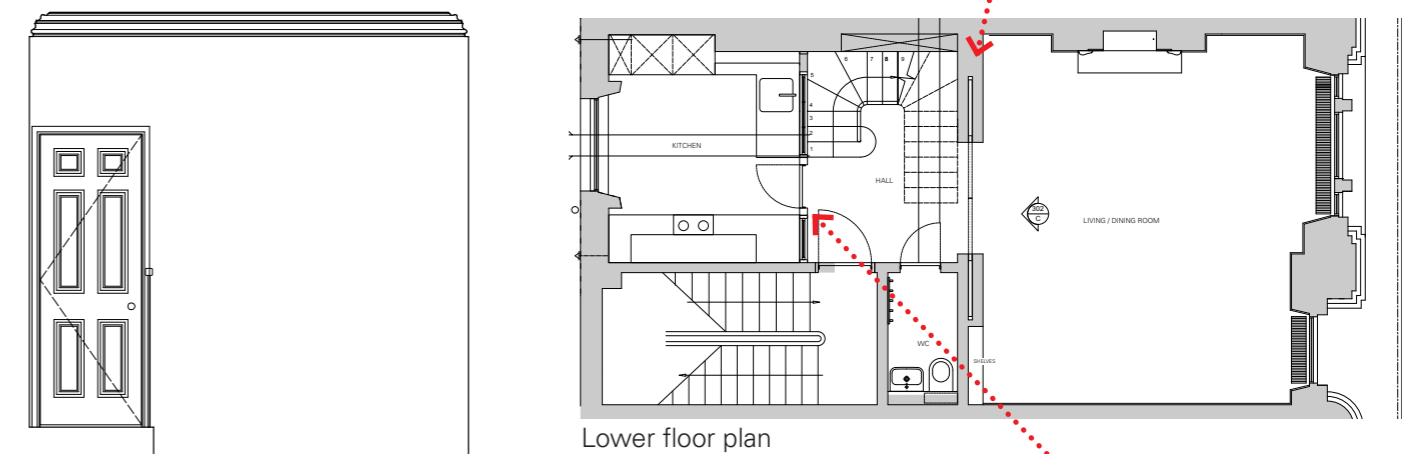 6 7 8 9
5
4
3
2
1
KITCHEN
HALL
302
C
LIVING / DINING ROOM
WC
SHELVES
Lower floor plan